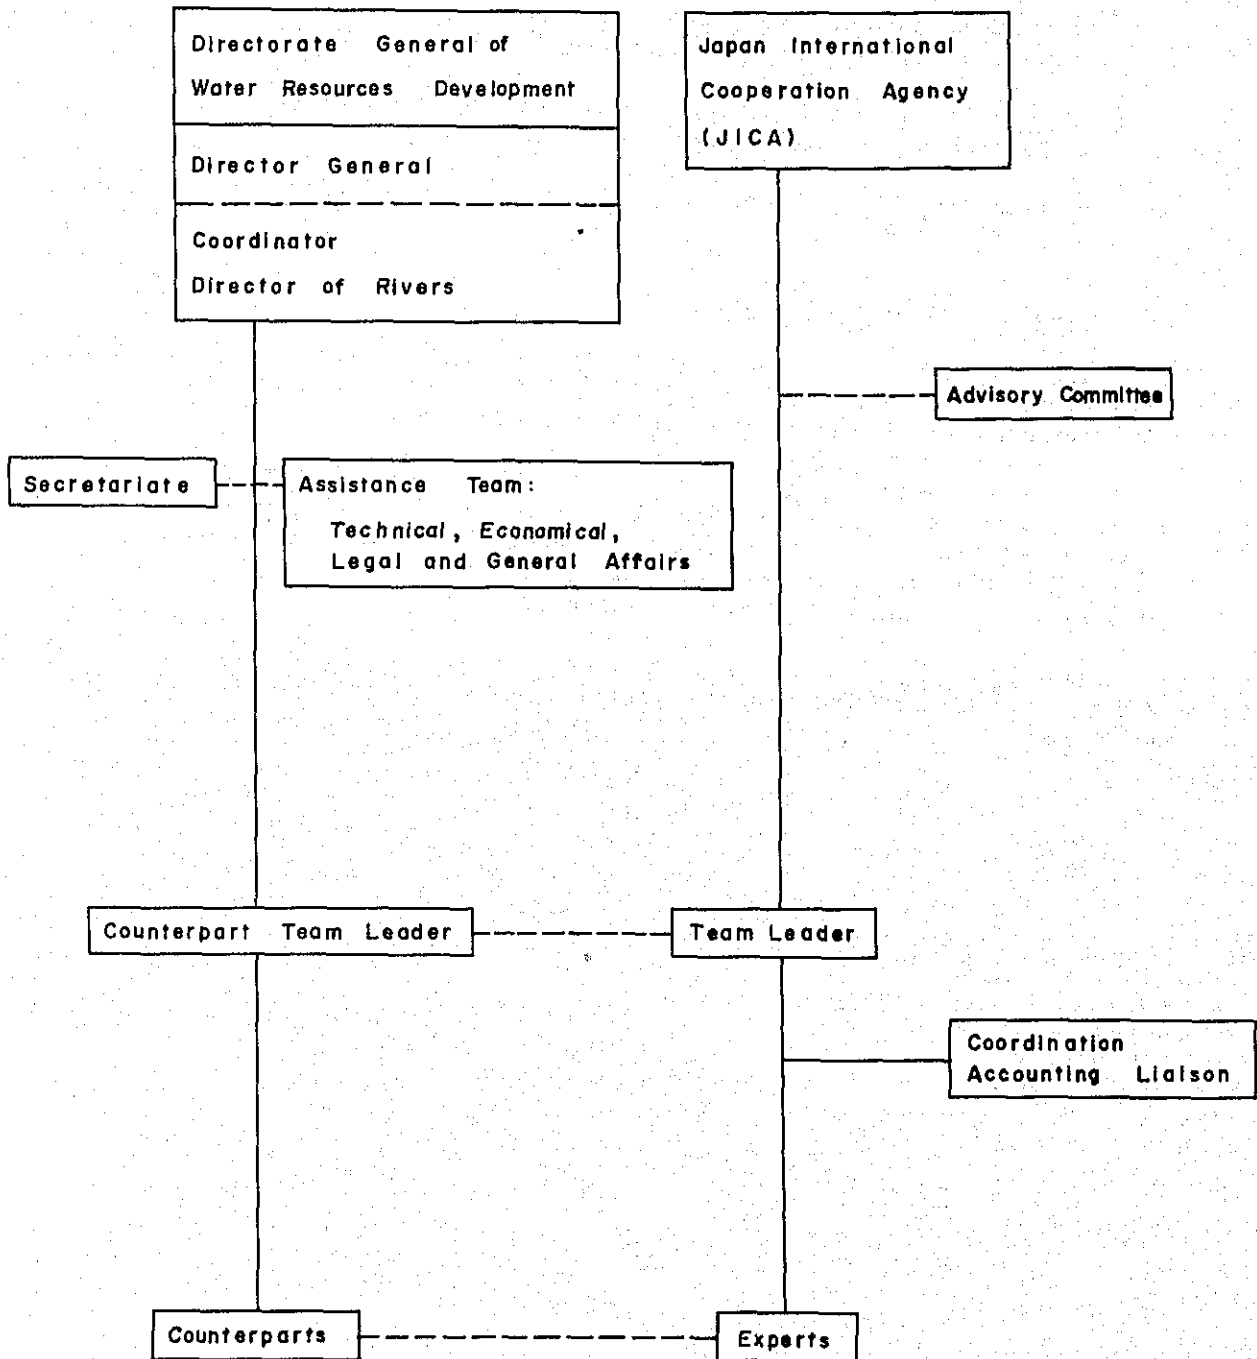 Directorate General of
Water Resources Development
Director General
Coordinator
Director of Rivers
Japan International
Cooperation Agency
(JICA)
Advisory Committee
Secretariate
Assistance Team:
Technical, Economical,
Legal and General Affairs
Counterpart Team Leader
Team Leader
Coordination
Accounting Liaison
Counterparts
Experts